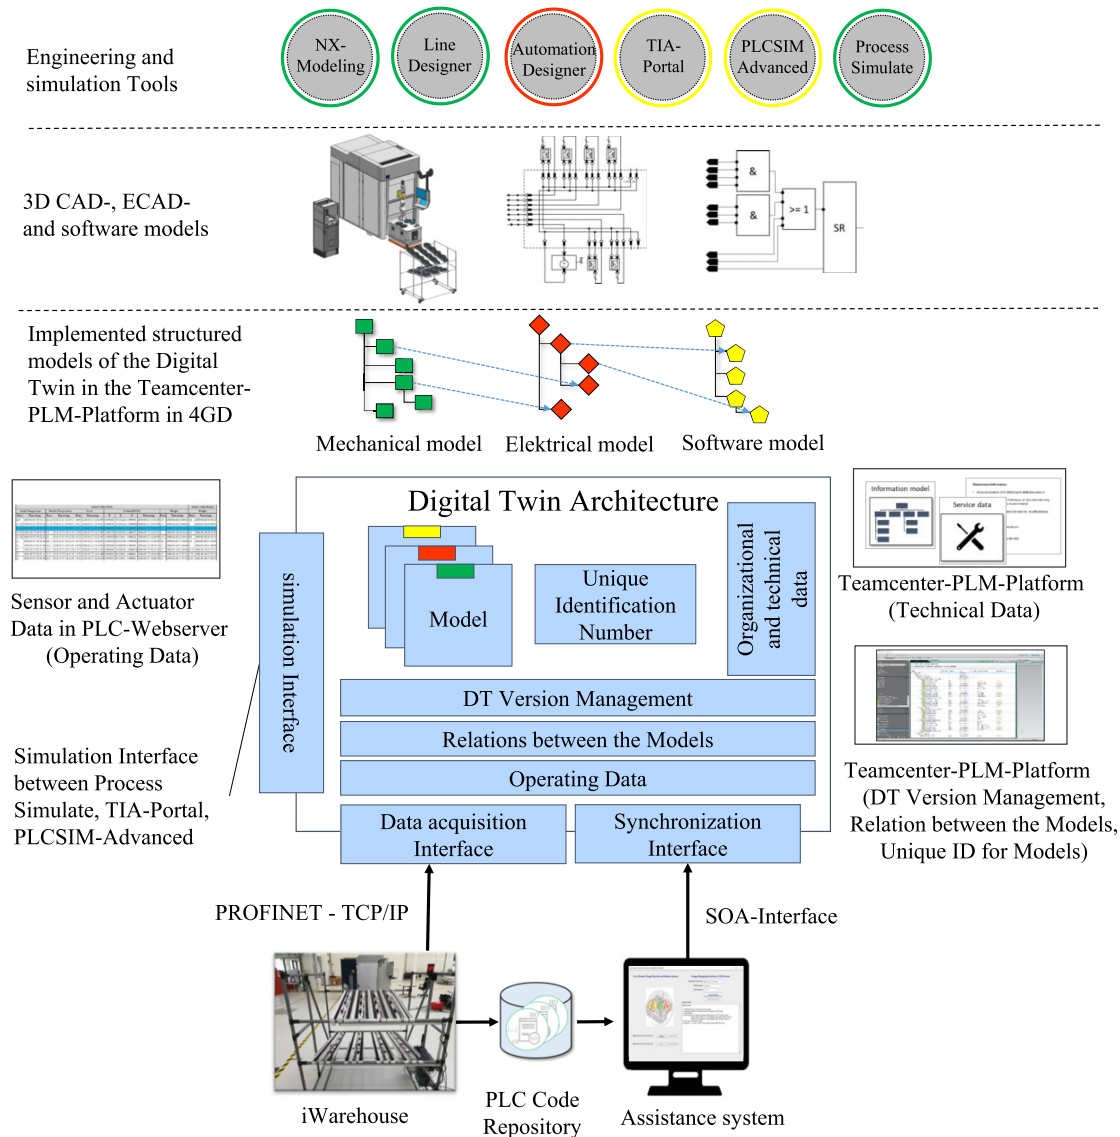 Engineering and
simulation Tools
NX-
Modeling
Line
Designer
Automation
Designer
TIA-
Portal
PLCSIM
Advanced
Process
Simulate
3D CAD-, ECAD-
and software models
&
&
>= 1
SR
Implemented structured
models of the Digital
Twin in the Teamcenter-
PLM-Platform in 4GD
Mechanical model
Elektrical model
Software model
Digital Twin Architecture
simulation Interface
Model
Unique
Identification
Number
Organizational
and technical
data
DT Version Management
Relations between the Models
Operating Data
Data acquisition
Interface
Synchronization
Interface
Sensor and Actuator
Data in PLC-Webserver
(Operating Data)
Simulation Interface
between Process
Simulate, TIA-Portal,
PLCSIM-Advanced
Information model
Service data
Teamcenter-PLM-Platform
(Technical Data)
Teamcenter-PLM-Platform
(DT Version Management,
Relation between the Models,
Unique ID for Models)
PROFINET - TCP/IP
SOA-Interface
iWarehouse
PLC Code
Repository
Assistance system